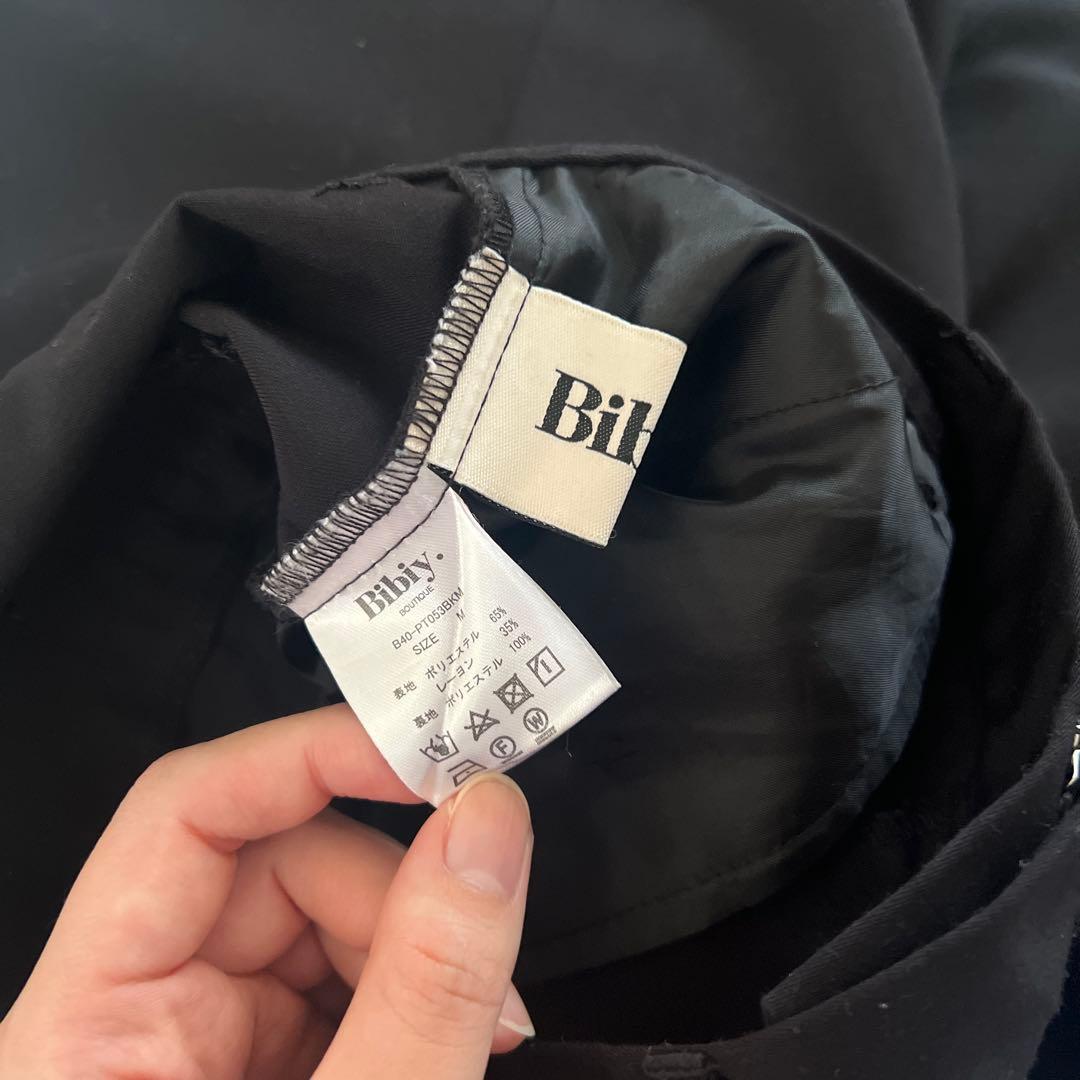 Bib
Bibiy.
BOUTIQUE
B40-PT053BKM
SIZE M
表地 ポリエステル 65%
レーヨン 35%
裏地 ポリエステル 100%
F
W